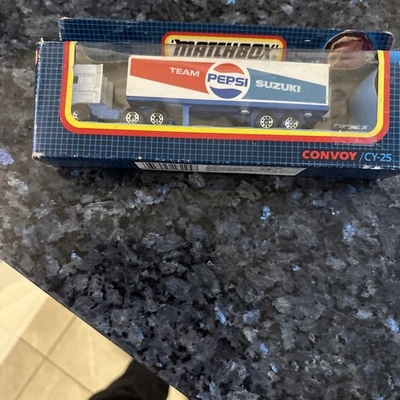 MATCHBOX
TEAM PEPSI SUZUKI
CONVOY/CY-25